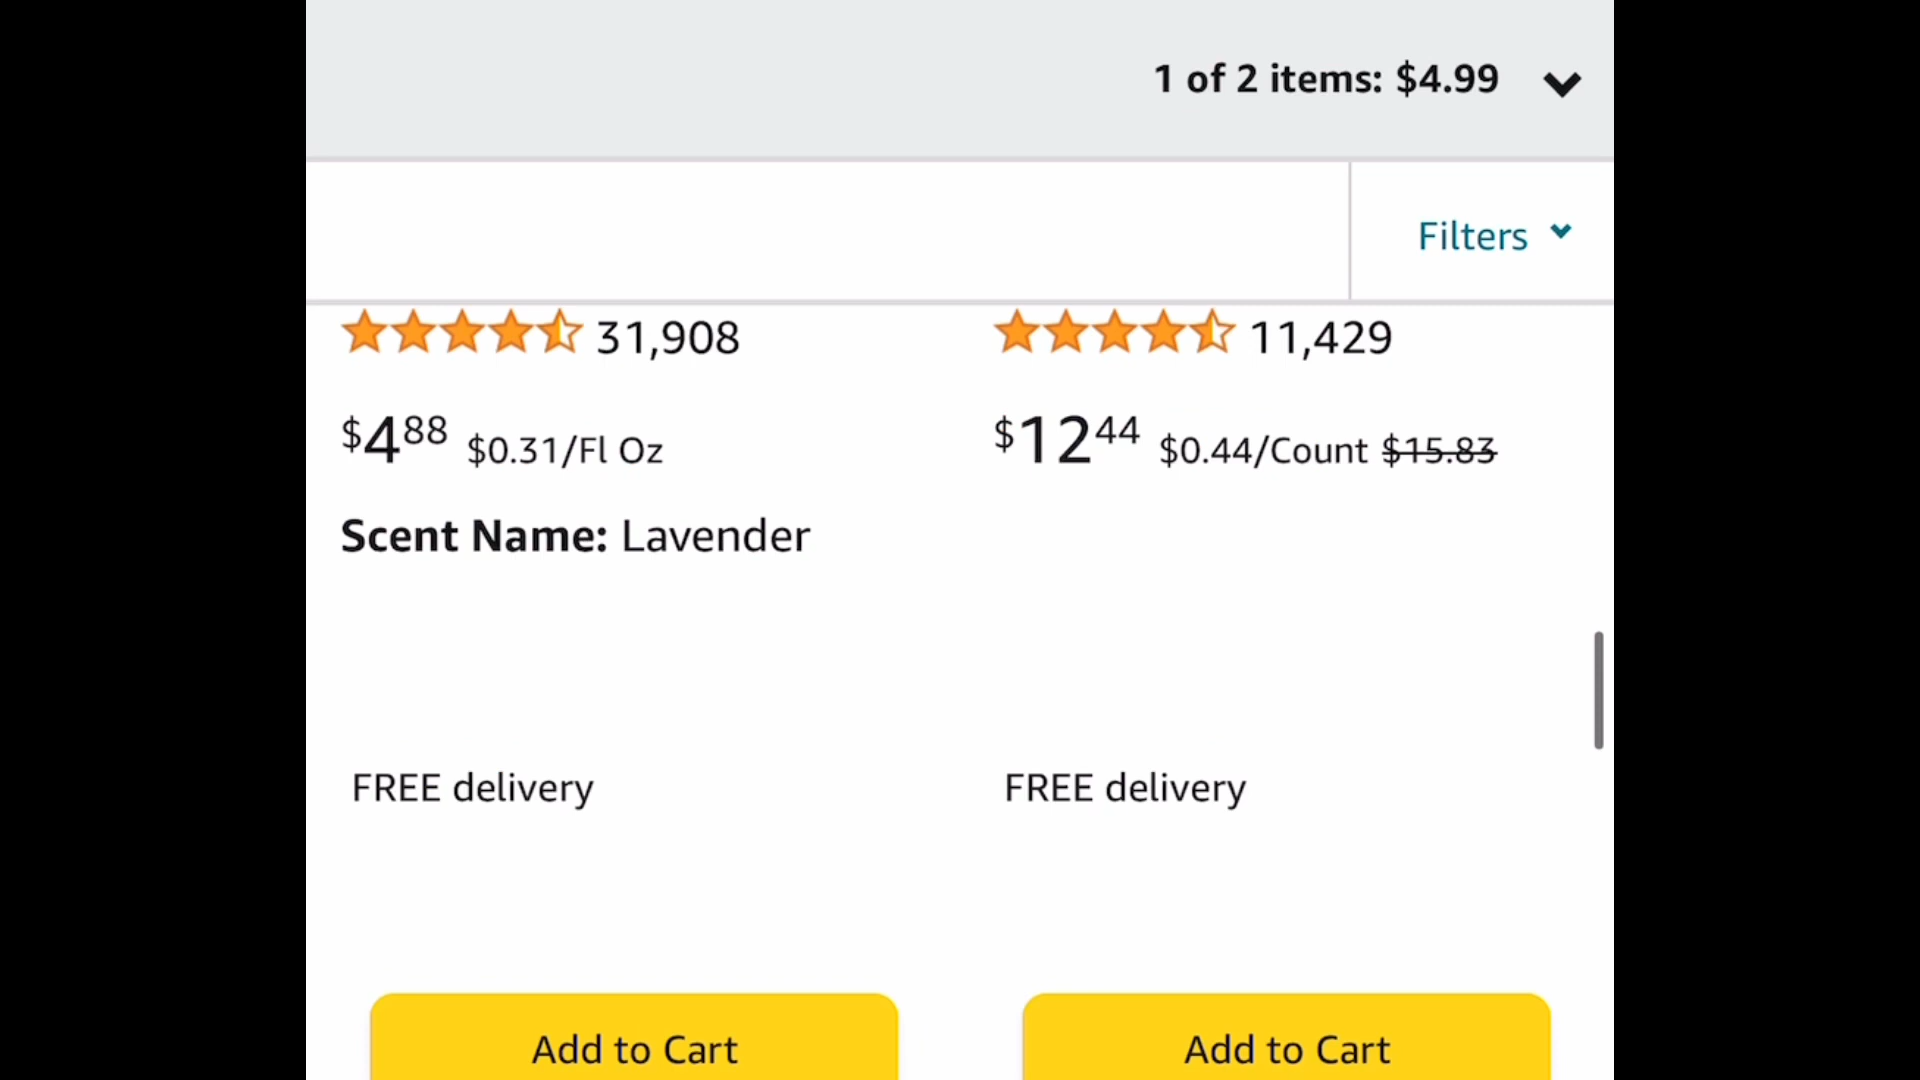 1 of 2 items: $4.99
Filters
31,908
11,429
$4.88 $0.31/Fl Oz
$12.44 $0.44/Count $15.83
Scent Name: Lavender
FREE delivery
FREE delivery
Add to Cart
Add to Cart